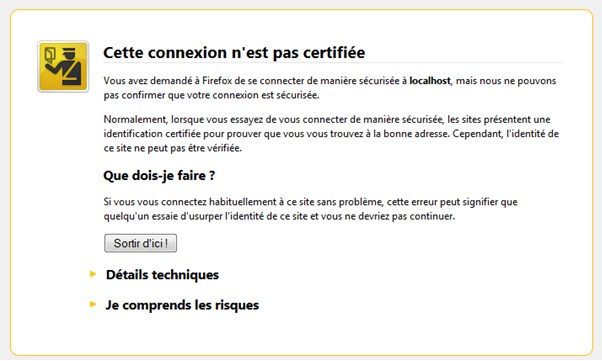 Cette connexion n'est pas certifiée
Vous avez demandé à Firefox de se connecter de manière sécurisée à localhost, mais nous ne pouvons
pas confirmer que votre connexion est sécurisée.
Normalement, lorsque vous essayez de vous connecter de manière sécurisée, les sites présentent une
identification certifiée pour prouver que vous vous trouvez à la bonne adresse. Cependant, l'identité de
ce site ne peut pas être vérifiée.
Que dois-je faire ?
Si vous vous connectez habituellement à ce site sans problème, cette erreur peut signifier que
quelqu'un essaie d'usurper l'identité de ce site et vous ne devriez pas continuer.
Sortir d'ici !
Détails techniques
Je comprends les risques